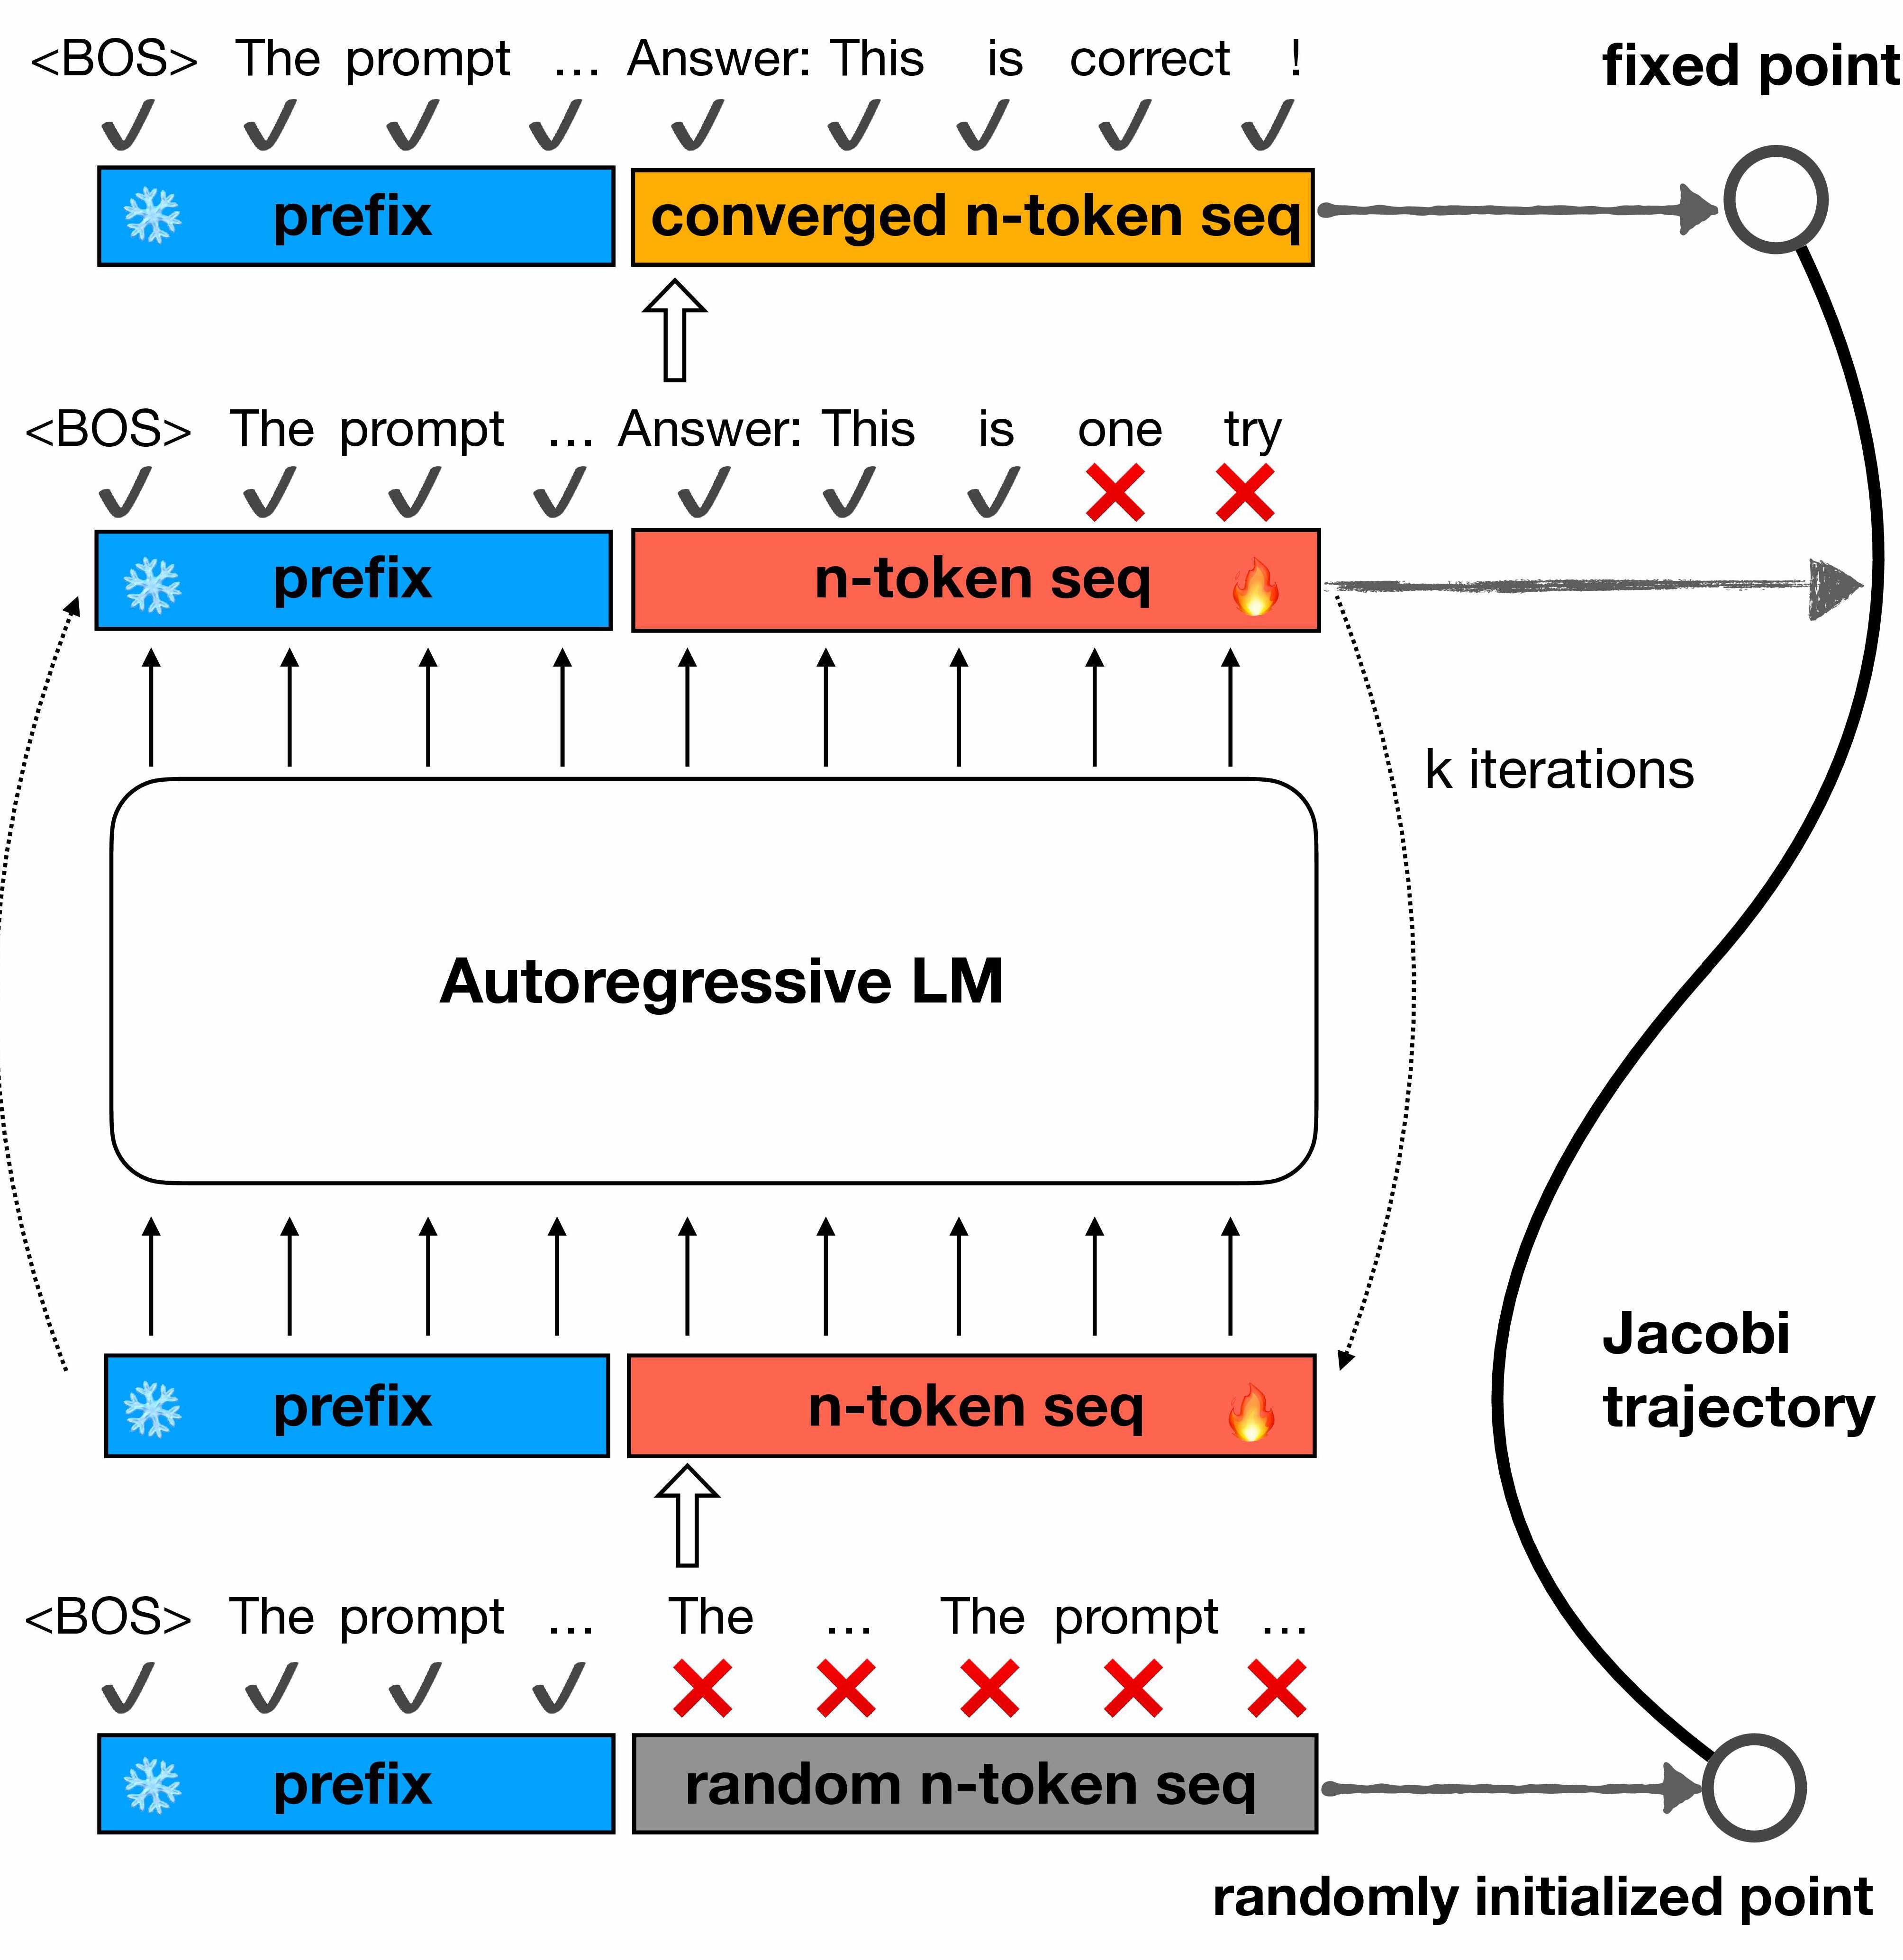 <BOS> The prompt ... Answer: This is correct !
fixed point
prefix
converged n-token seq
<BOS> The prompt ... Answer: This is one try
prefix
n-token seq
k iterations
Autoregressive LM
Jacobi
trajectory
prefix
n-token seq
<BOS> The prompt ... The ... The prompt ...
prefix
random n-token seq
randomly initialized point